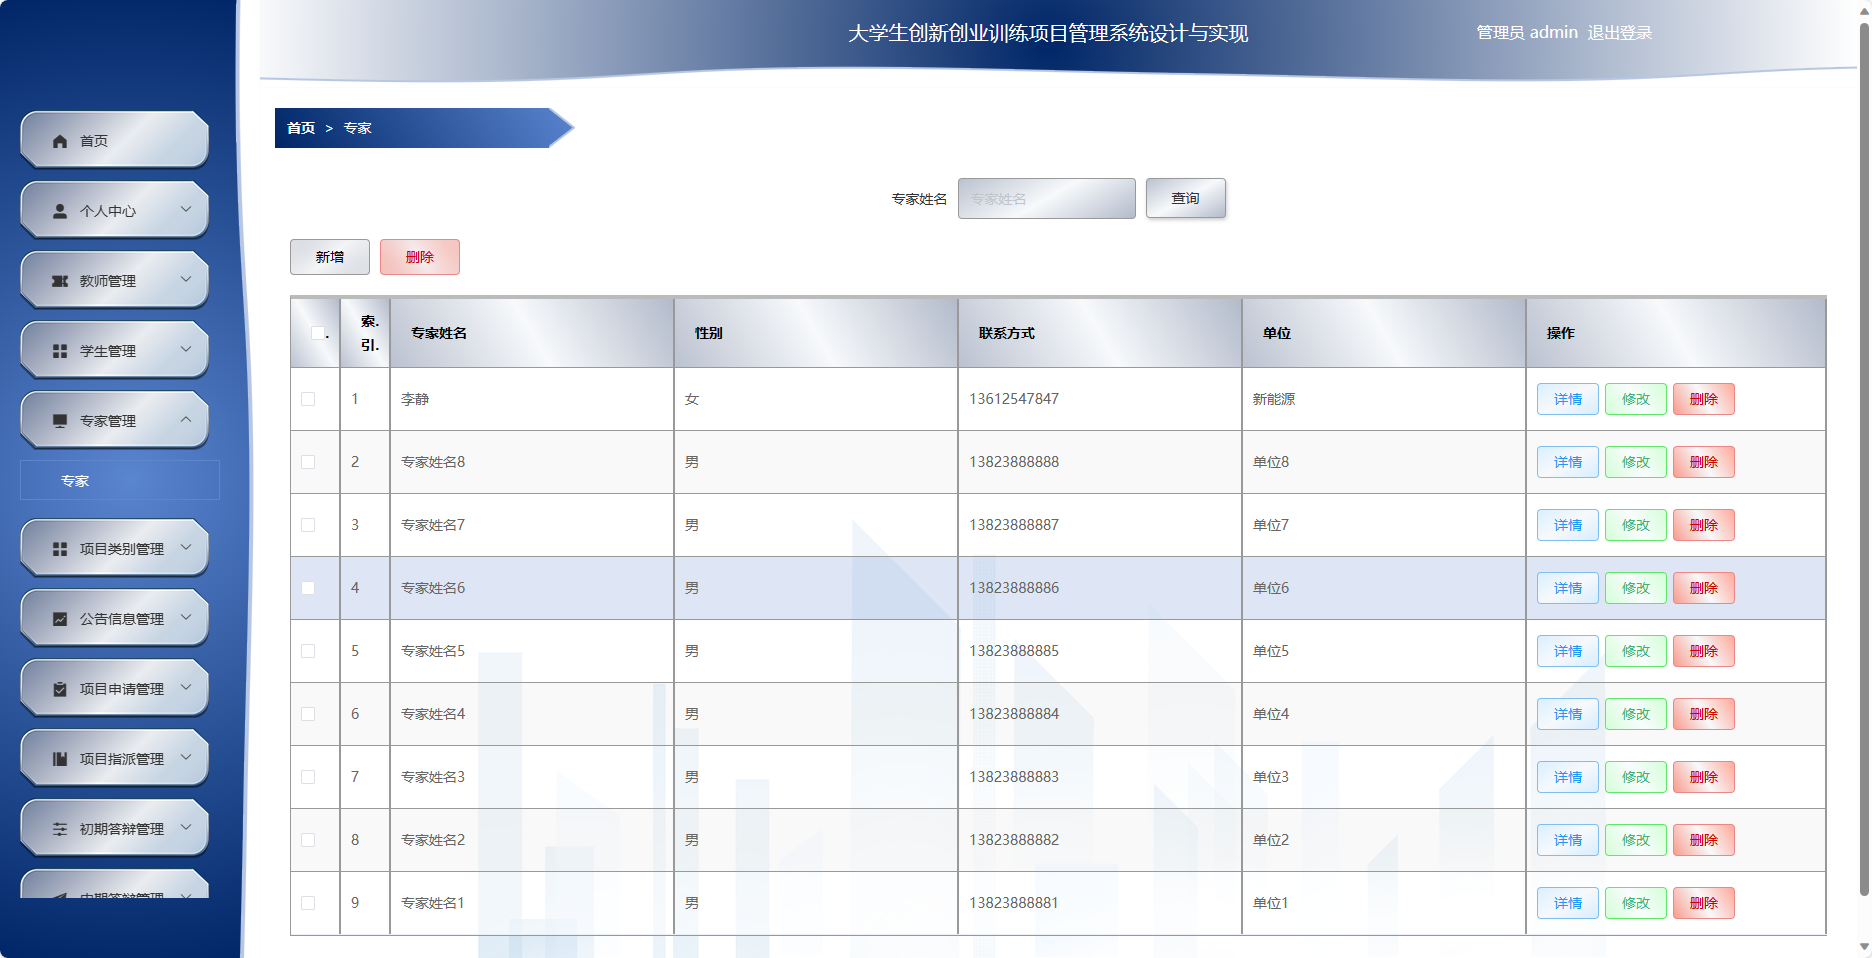 大学生创新创业训练项目管理系统设计与实现
管理员 admin 退出登录
首页
个人中心
教师管理
学生管理
专家管理
专家
项目类别管理
公告信息管理
项目申请管理
项目指派管理
初期答辩管理
中期答辩管理
首页 > 专家
专家姓名 专家姓名 查询
新增 删除
. 索.引. 专家姓名 性别 联系方式 单位 操作
1 李静 女 13612547847 新能源 详情 修改 删除
2 专家姓名8 男 13823888888 单位8 详情 修改 删除
3 专家姓名7 男 13823888887 单位7 详情 修改 删除
4 专家姓名6 男 13823888886 单位6 详情 修改 删除
5 专家姓名5 男 13823888885 单位5 详情 修改 删除
6 专家姓名4 男 13823888884 单位4 详情 修改 删除
7 专家姓名3 男 13823888883 单位3 详情 修改 删除
8 专家姓名2 男 13823888882 单位2 详情 修改 删除
9 专家姓名1 男 13823888881 单位1 详情 修改 删除